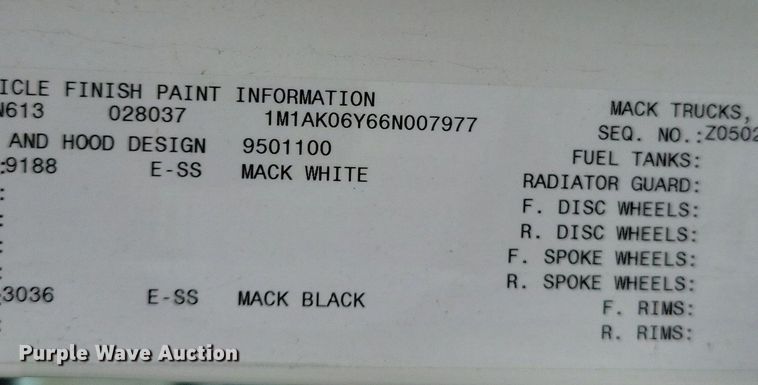 ICLE FINISH PAINT INFORMATION
N613 028037 1M1AK06Y66N007977
AND HOOD DESIGN 9501100
:9188 E-SS MACK WHITE
:
:
:
:
:3036 E-SS MACK BLACK
:
MACK TRUCKS,
SEQ. NO.:Z0502
FUEL TANKS:
RADIATOR GUARD:
F. DISC WHEELS:
R. DISC WHEELS:
F. SPOKE WHEELS:
R. SPOKE WHEELS:
F. RIMS:
R. RIMS:
Purple Wave Auction